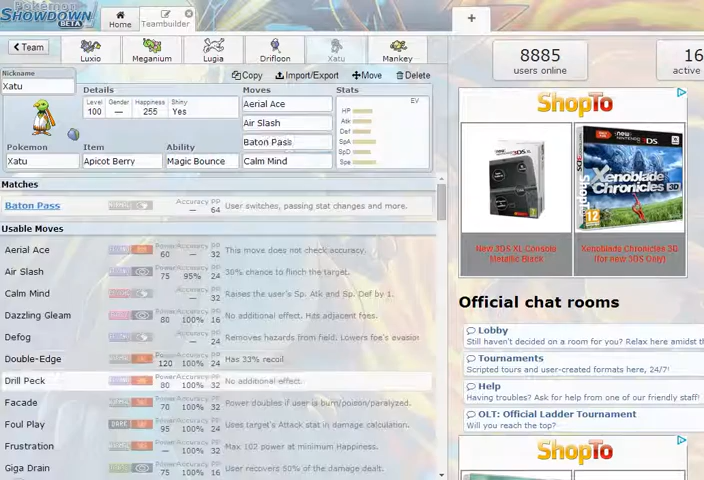 Pokémon
SHOWDOWN
BETA
Home
Teambuilder
+
< Team
Luxio
Meganium
Lugia
Drifloon
Xatu
Mankey
Copy
Import/Export
Move
Delete
Nickname
Xatu
Details
Level
100
Gender
—
Happiness
255
Shiny
Yes
Moves
Aerial Ace
Air Slash
Baton Pass
Calm Mind
Stats
EV
HP
Atk
Def
SpA
SpD
Spe
Pokemon
Xatu
Item
Apricot Berry
Ability
Magic Bounce
Matches
Baton Pass Accuracy — PP 64 User switches, passing stat changes and more.
Usable Moves
Aerial Ace Power 60 Accuracy — PP 32 This move does not check accuracy.
Air Slash Power 75 Accuracy 95% PP 24 30% chance to flinch the target.
Calm Mind Accuracy — PP 32 Raises the user's Sp. Atk and Sp. Def by 1.
Dazzling Gleam Power 80 Accuracy 100% PP 16 No additional effect. Hits adjacent foes.
Defog Accuracy — PP 24 Removes hazards from field. Lowers foe's evasion
Double-Edge Power 120 Accuracy 100% PP 24 Has 33% recoil
Drill Peck Power 80 Accuracy 100% PP 32 No additional effect.
Facade Power 70 Accuracy 100% PP 32 Power doubles if user is burn/poison/paralyzed.
Foul Play Power 95 Accuracy 100% PP 24 Uses target's Attack stat in damage calculation.
Frustration Power — Accuracy 100% PP 32 Max 102 power at minimum Happiness.
Giga Drain Power 75 Accuracy 100% PP 16 User recovers 50% of the damage dealt.
8885
users online
16
active
ShopTo
New 3DS XL Console
Metallic Black
XENOBLADE
Chronicles 3D
Xenoblade Chronicles 3D
(for new 3DS Only)
Official chat rooms
Lobby
Still haven't decided on a room for you? Relax here amidst th
Tournaments
Scripted tours and user-created formats here, 24/7!
Help
Having troubles? Ask for help from one of our friendly staff!
OLT: Official Ladder Tournament
Will you reach the top?
ShopTo